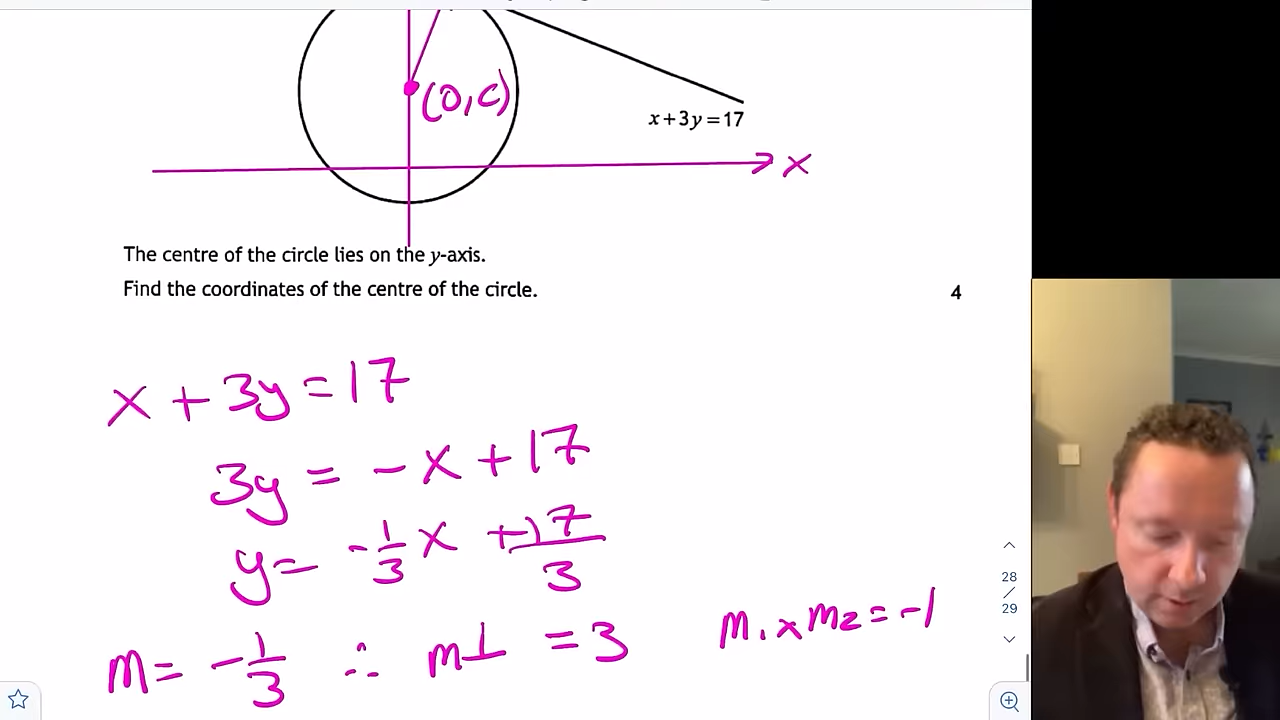 (0,C)
x+3y=17
X
The centre of the circle lies on the y-axis.
Find the coordinates of the centre of the circle.
4
x + 3y = 17
3y = -x + 17
y = -1/3 x + 17/3
m = -1/3 ∴ m⊥ = 3
m₁ x m₂ = -1
28
/
29